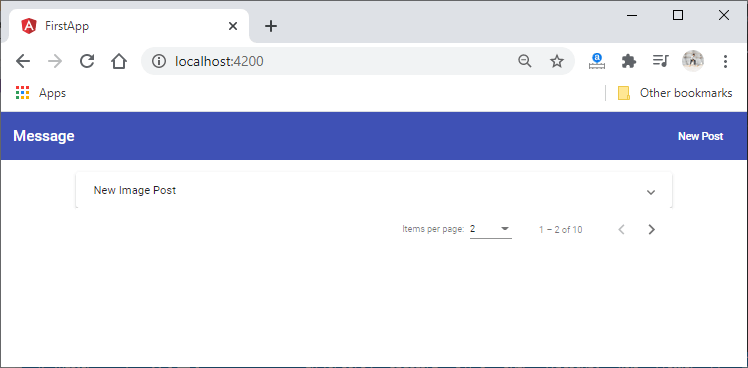 FirstApp
localhost:4200
Apps
Other bookmarks
Message
New Post
New Image Post
Items per page: 2
1 – 2 of 10